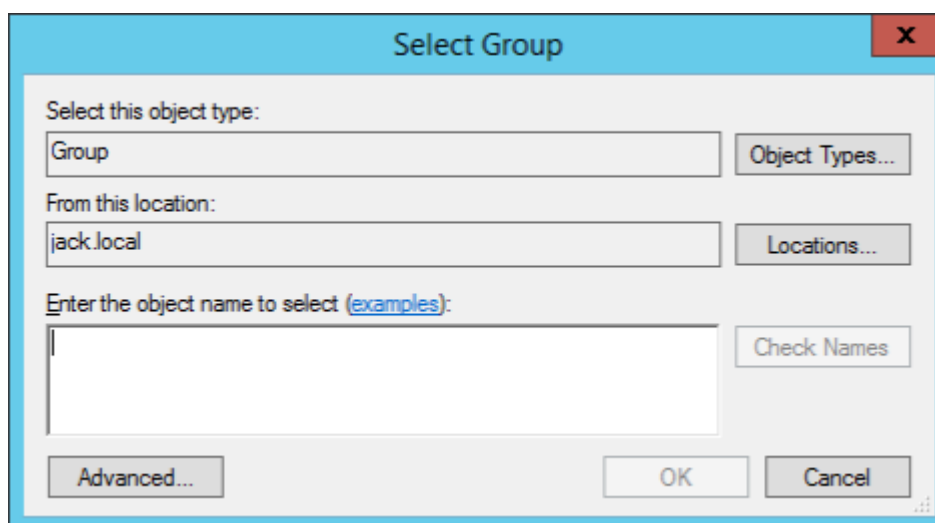 Select Group
x
Select this object type:
Group
Object Types...
From this location:
jack.local
Locations...
Enter the object name to select (examples):
Check Names
Advanced...
OK
Cancel